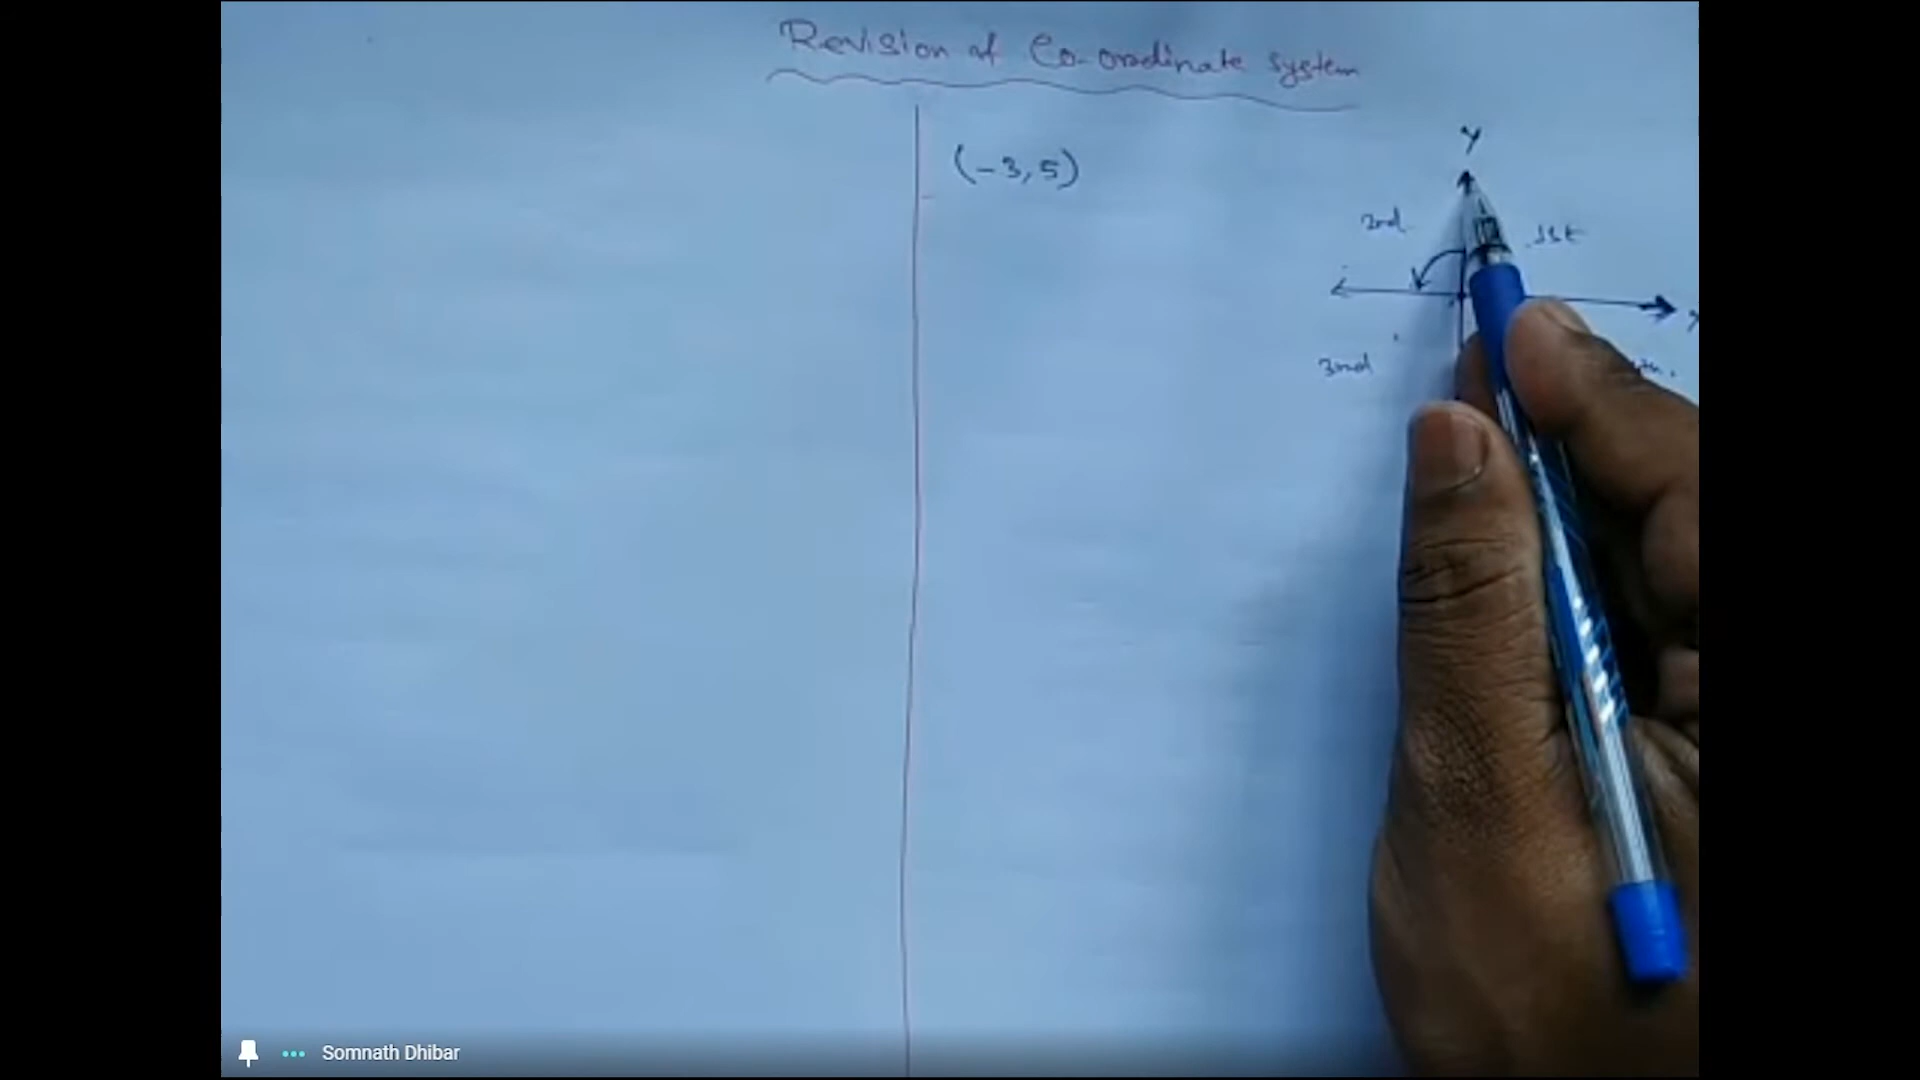 Revision of Co-ordinate system
(-3,5)
Y
2nd
1st
3rd
Somnath Dhibar